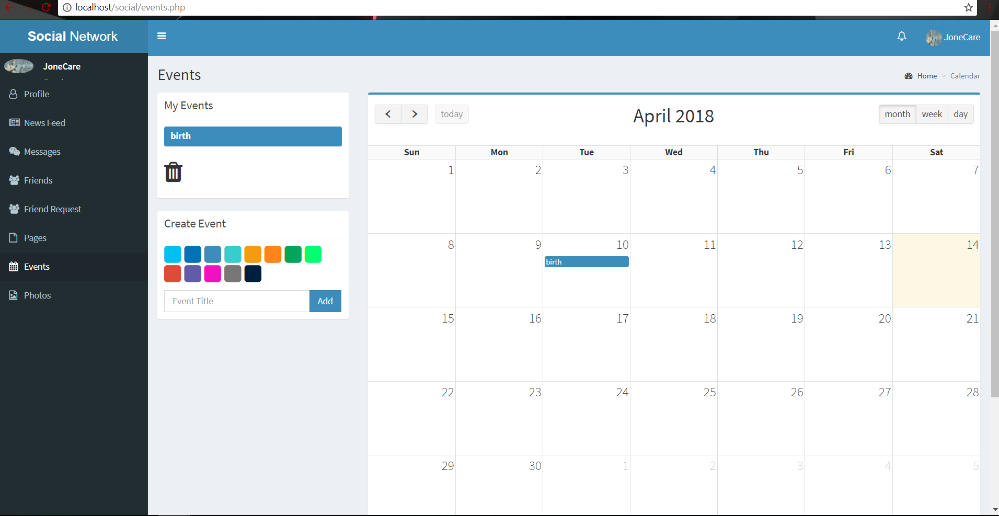 localhost/social/events.php
Social Network
JoneCare
JoneCare
Profile
News Feed
Messages
Friends
Friend Request
Pages
Events
Photos
Events
Home > Calendar
My Events
birth
Create Event
Event Title
Add
today
April 2018
month week day
Sun Mon Tue Wed Thu Fri Sat
1 2 3 4 5 6 7
8 9 10 11 12 13 14
birth
15 16 17 18 19 20 21
22 23 24 25 26 27 28
29 30 1 2 3 4 5